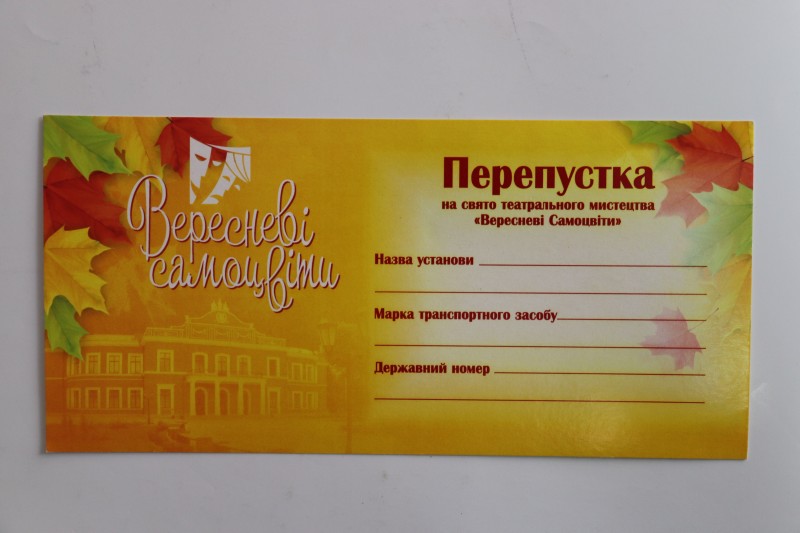 Вересневі
самоцвіти
Перепустка
на свято театрального мистецтва
«Вересневі Самоцвіти»
Назва установи
Марка транспортного засобу
Державний номер